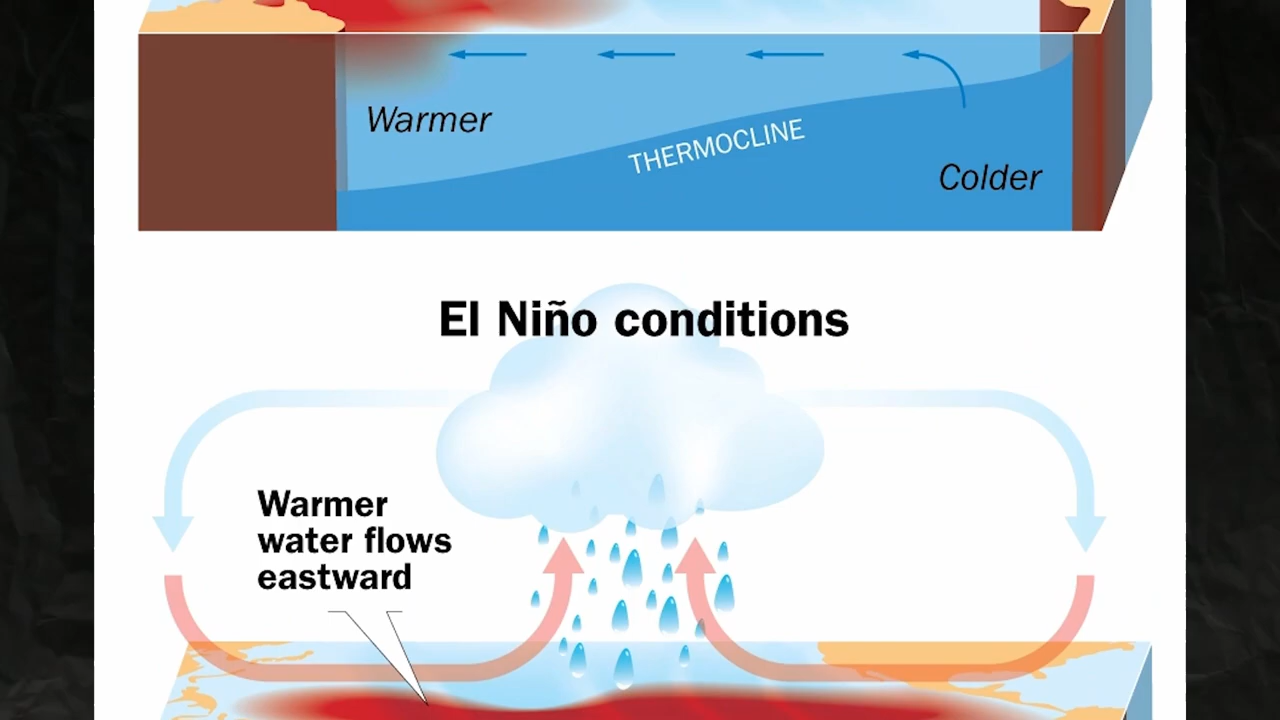 Warmer
THERMOCLINE
Colder
El Niño conditions
Warmer
water flows
eastward